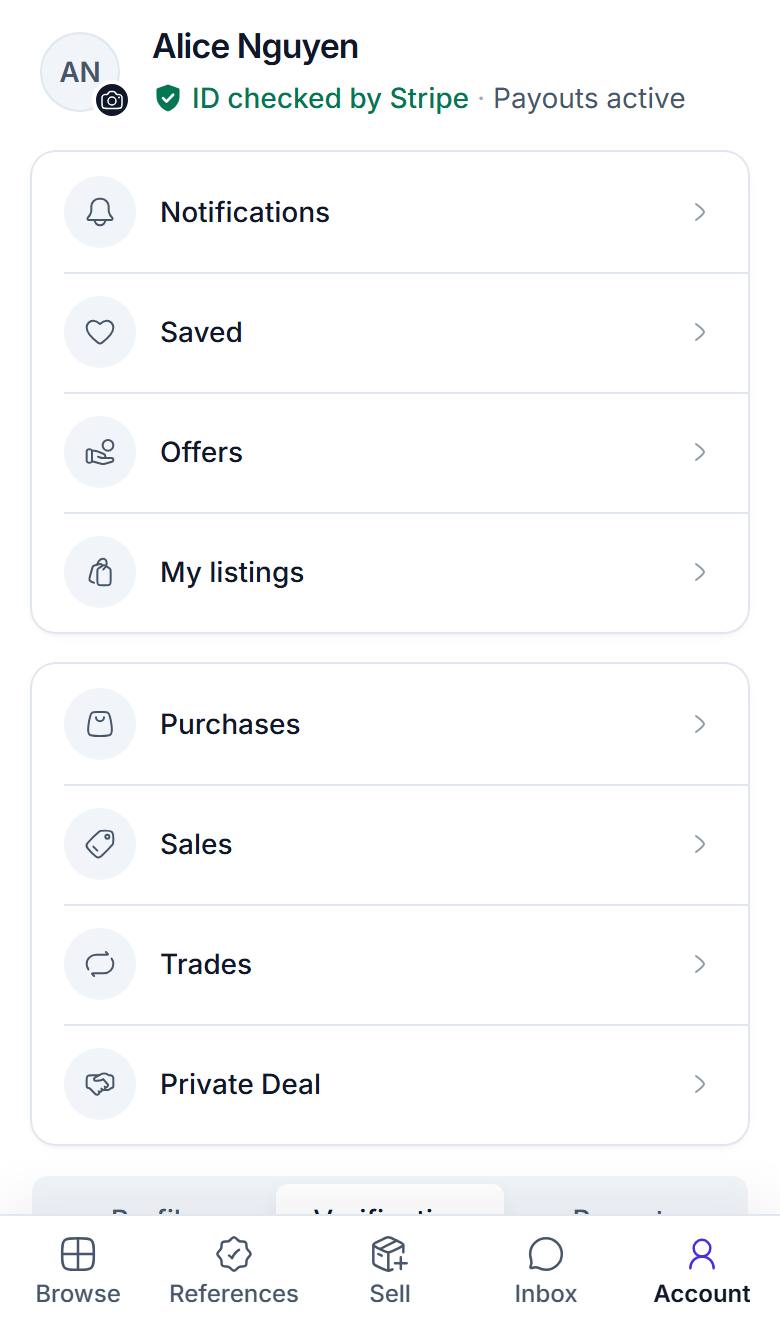 AN
Alice Nguyen
ID checked by Stripe · Payouts active
Notifications
Saved
Offers
My listings
Purchases
Sales
Trades
Private Deal
Browse
References
Sell
Inbox
Account